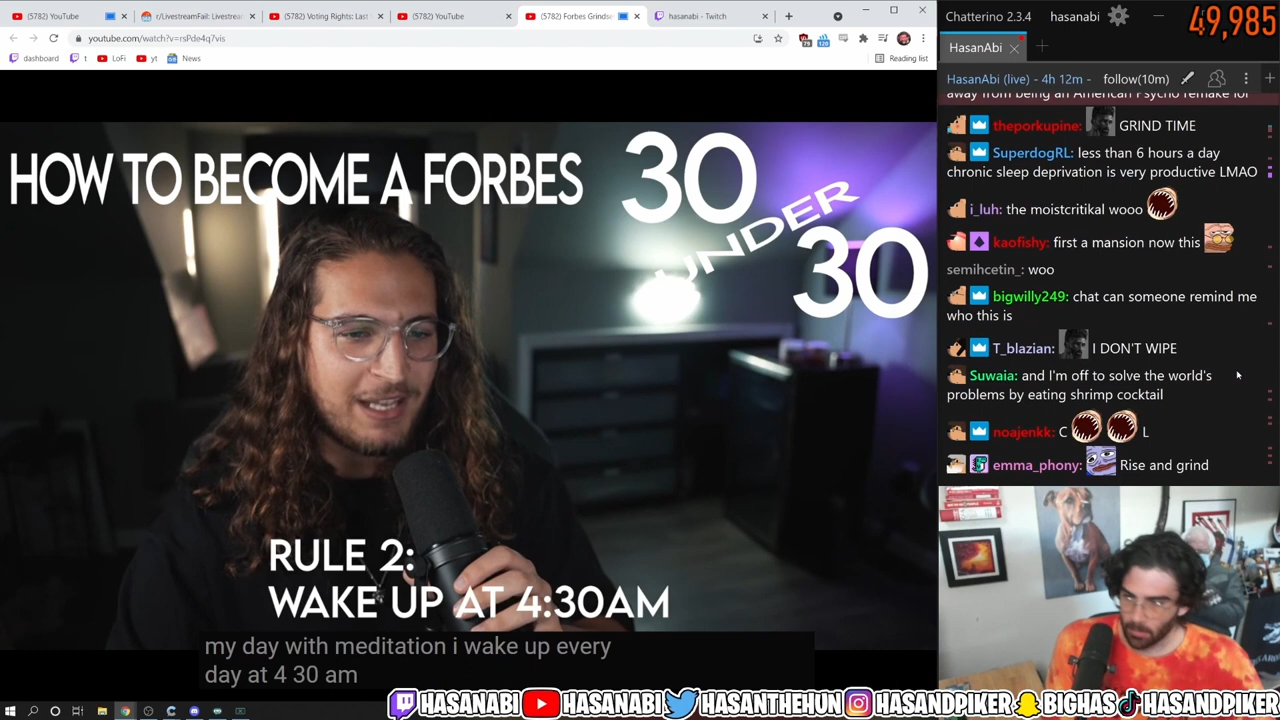 (5782) YouTube
r/LivestreamFail: Livestream
(5782) Voting Rights: Last
(5782) YouTube
(5782) Forbes Grindse
hasanabi - Twitch
youtube.com/watch?v=rsPde4q7vis
79
120
dashboard
t
LoFi
yt
News
Reading list
HOW TO BECOME A FORBES
30
UNDER
30
RULE 2:
WAKE UP AT 4:30AM
my day with meditation i wake up every
day at 4 30 am
Chatterino 2.3.4
hasanabi
49,985
HasanAbi
HasanAbi (live) - 4h 12m -
follow(10m)
away from being an American Psycho remake lol
theporkupine: GRIND TIME
SuperdogRL: less than 6 hours a day
chronic sleep deprivation is very productive LMAO
i_luh: the moistcritikal wooo
kaofishy: first a mansion now this
semihcetin_: woo
bigwilly249: chat can someone remind me
who this is
T_blazian: I DON'T WIPE
Suwaia: and I'm off to solve the world's
problems by eating shrimp cocktail
noajenkk: C L
emma_phony: Rise and grind
HASANABI HASANABI HASANTHEHUN HASANDPIKER BIGHAS HASANDPIKER